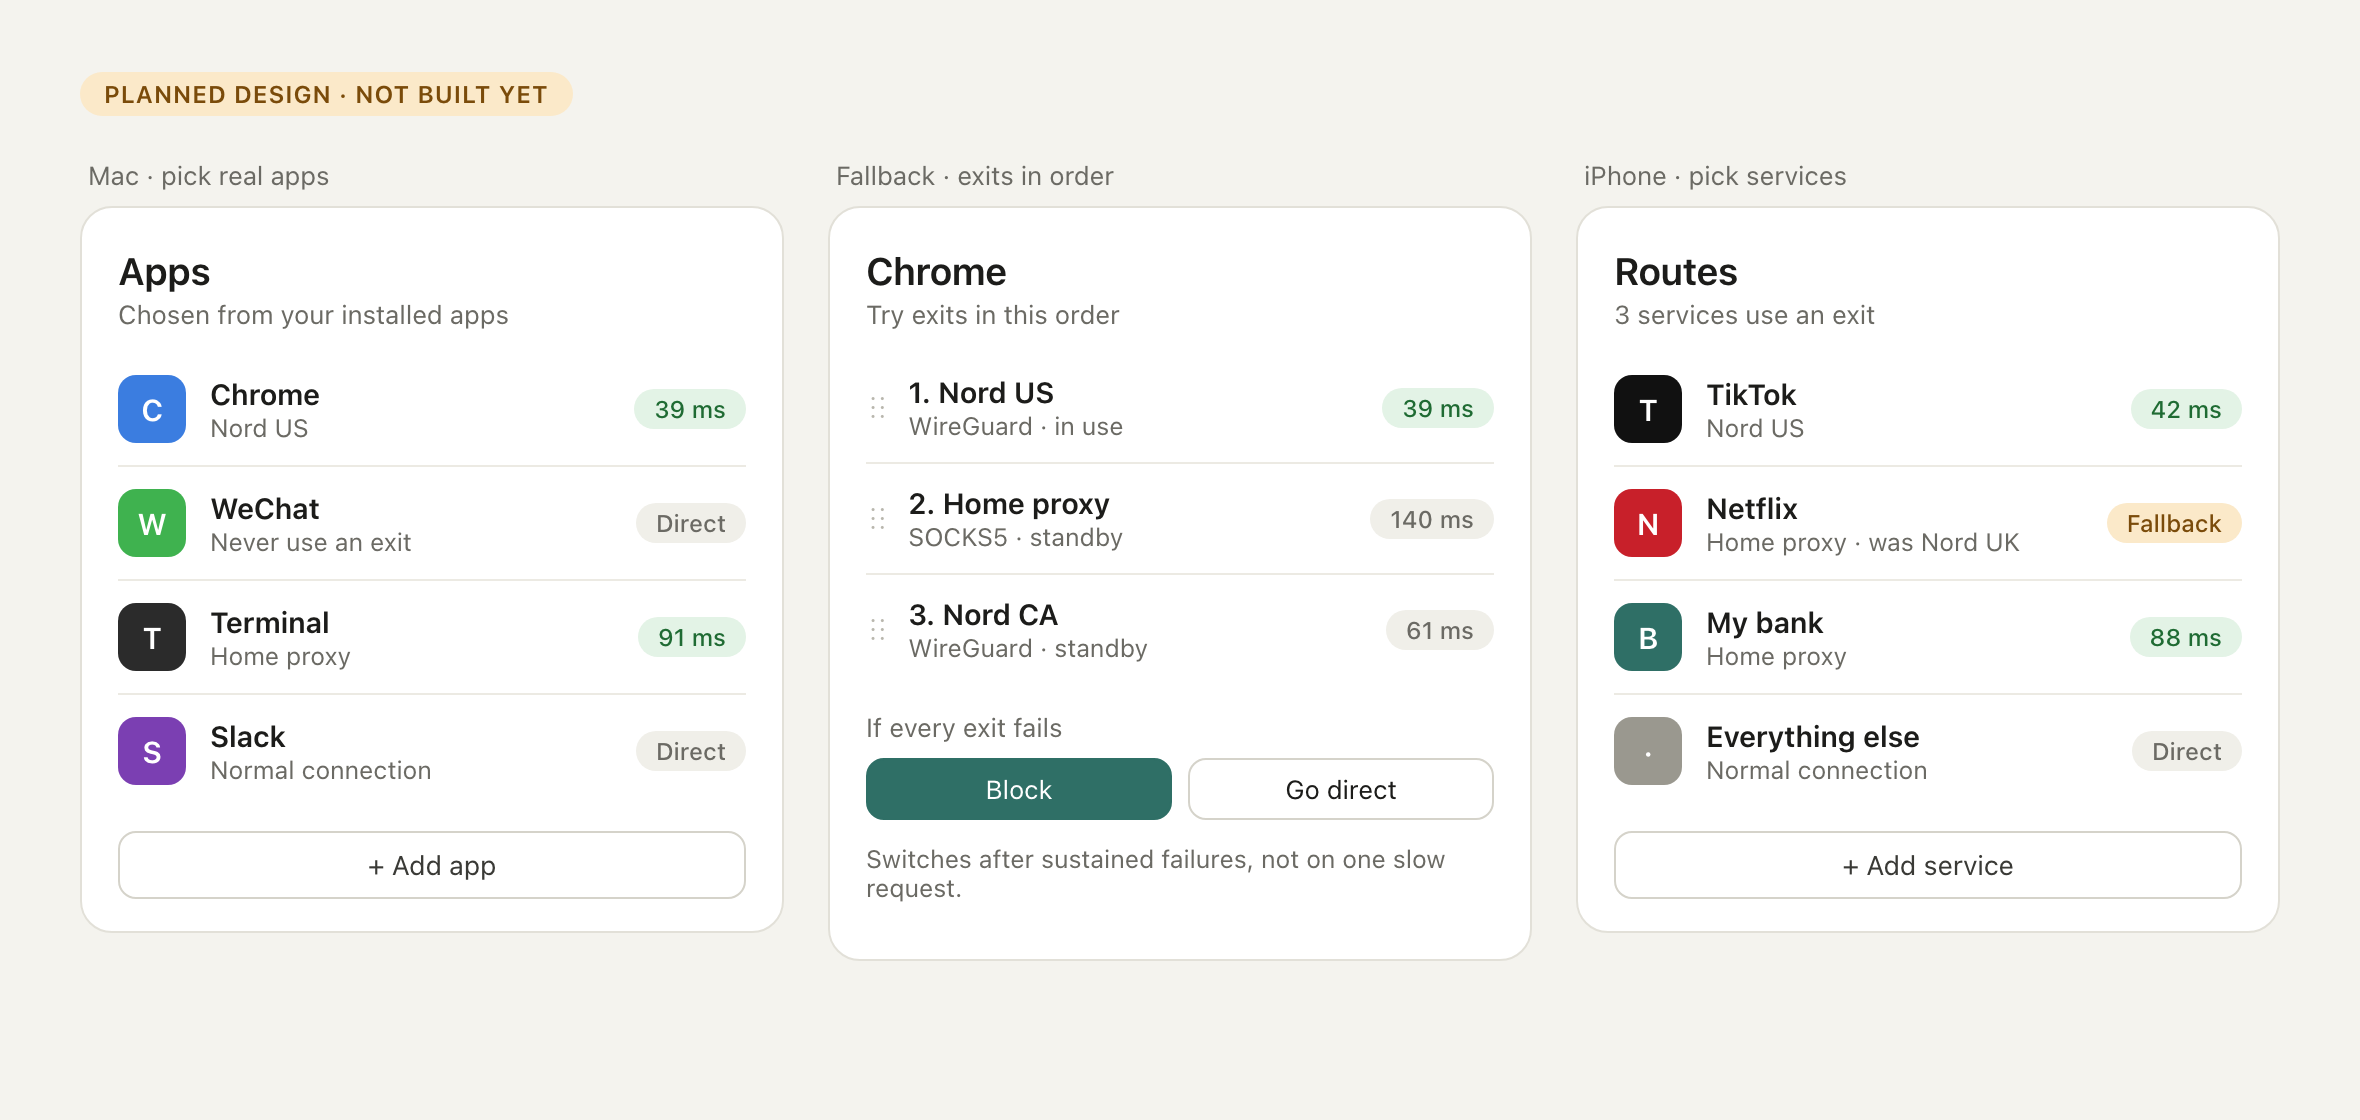 PLANNED DESIGN · NOT BUILT YET
Mac · pick real apps
Apps
Chosen from your installed apps
C
Chrome
39 ms
Nord US
W
WeChat
Direct
Never use an exit
T
Terminal
91 ms
Home proxy
S
Slack
Direct
Normal connection
+ Add app
Fallback · exits in order
Chrome
Try exits in this order
1. Nord US
39 ms
WireGuard · in use
2. Home proxy
140 ms
SOCKS5 · standby
3. Nord CA
61 ms
WireGuard · standby
If every exit fails
Block
Go direct
Switches after sustained failures, not on one slow
request.
iPhone · pick services
Routes
3 services use an exit
T
TikTok
42 ms
Nord US
N
Netflix
Fallback
Home proxy · was Nord UK
B
My bank
88 ms
Home proxy
·
Everything else
Direct
Normal connection
+ Add service